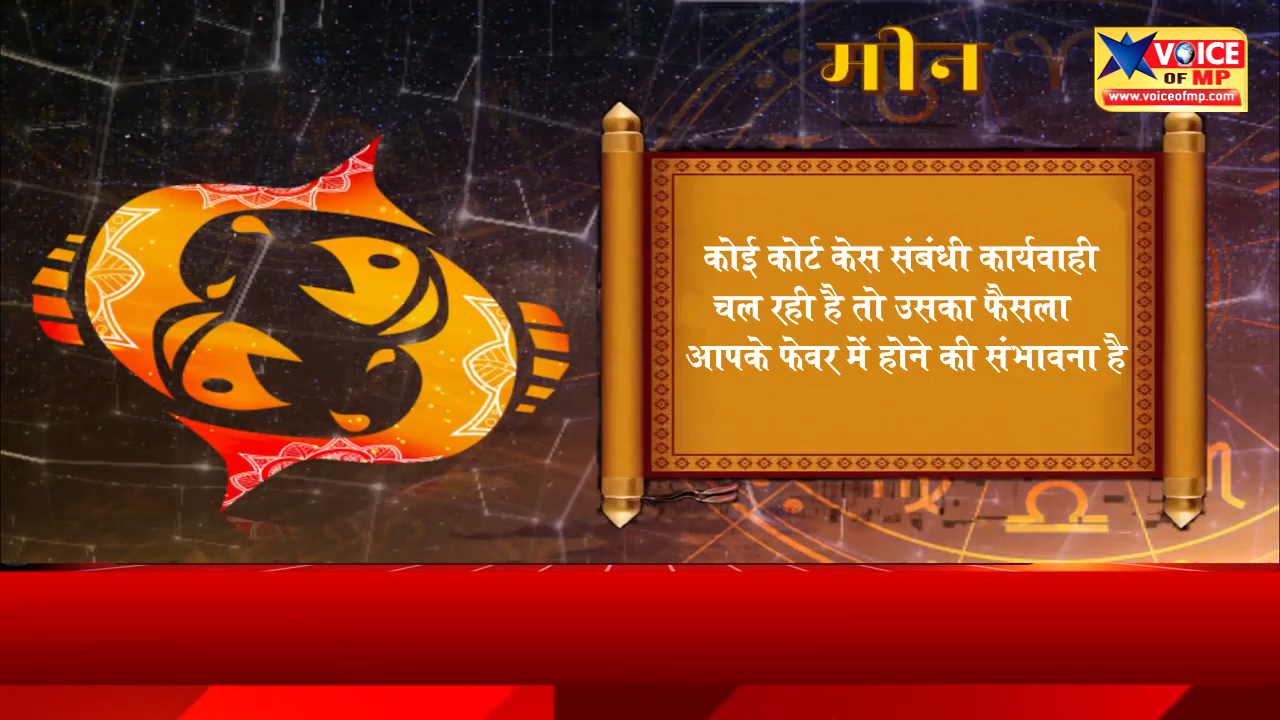 मीन
VOICE
OF MP
www.voiceofmp.com
कोई कोर्ट केस संबंधी कार्यवाही
चल रही है तो उसका फैसला
आपके फेवर में होने की संभावना है